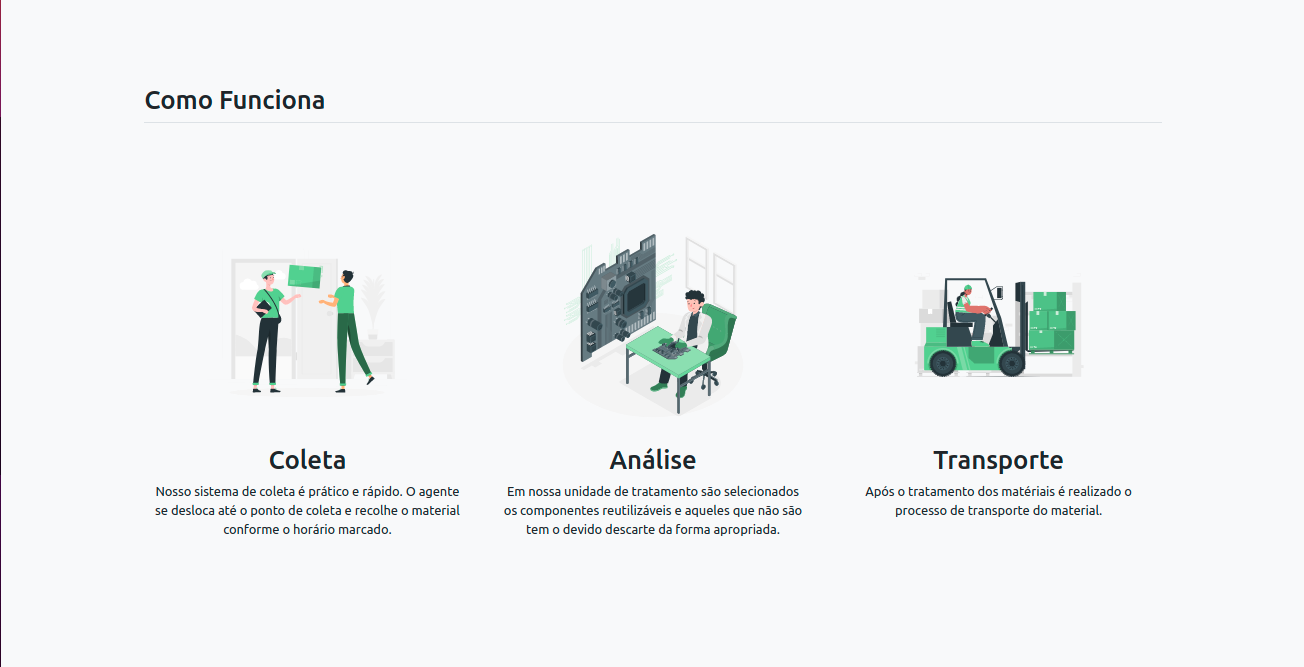 Como Funciona
Coleta
Nosso sistema de coleta é prático e rápido. O agente
se desloca até o ponto de coleta e recolhe o material
conforme o horário marcado.
Análise
Em nossa unidade de tratamento são selecionados
os componentes reutilizáveis e aqueles que não são
tem o devido descarte da forma apropriada.
Transporte
Após o tratamento dos matériais é realizado o
processo de transporte do material.